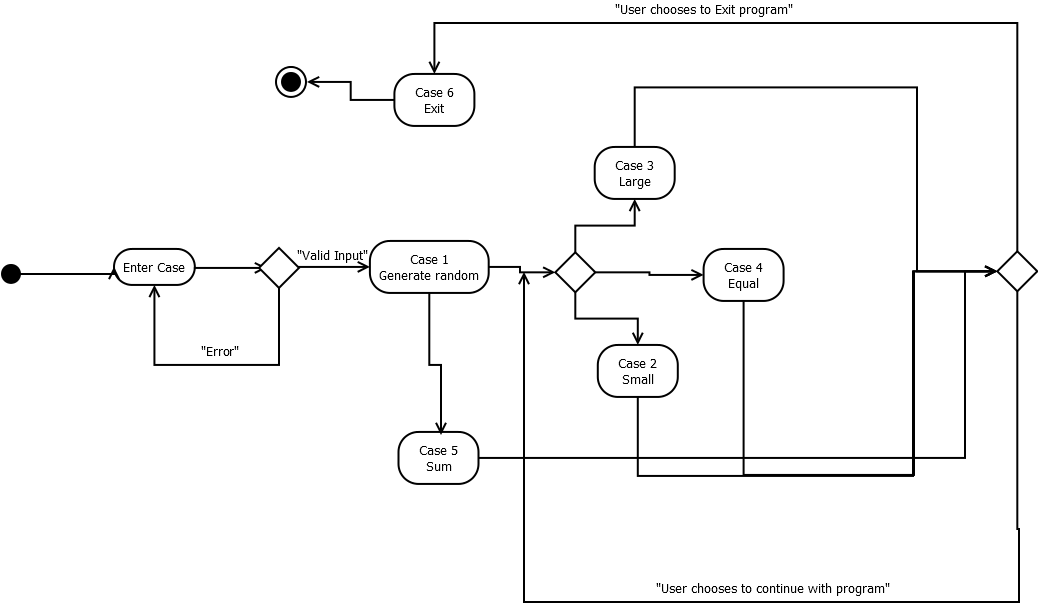 "User chooses to Exit program"
Case 6
Exit
Case 3
Large
"Valid Input"
Enter Case
Case 1
Generate random
Case 4
Equal
"Error"
Case 2
Small
Case 5
Sum
"User chooses to continue with program"